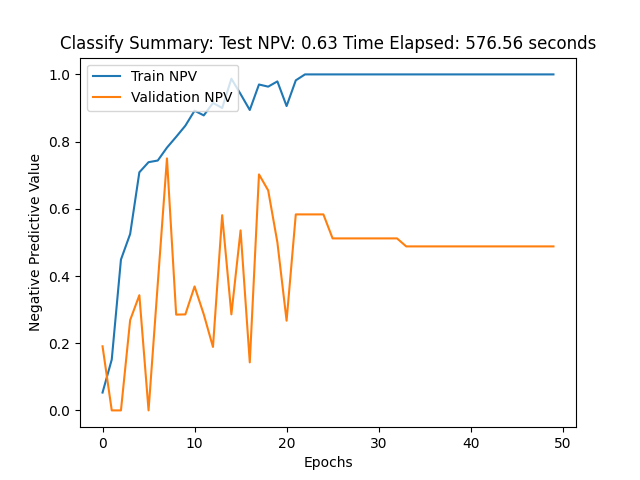 Classify Summary: Test NPV: 0.63 Time Elapsed: 576.56 seconds
Train NPV
Validation NPV
Negative Predictive Value
1.0
0.8
0.6
0.4
0.2
0.0
0 10 20 30 40 50
Epochs